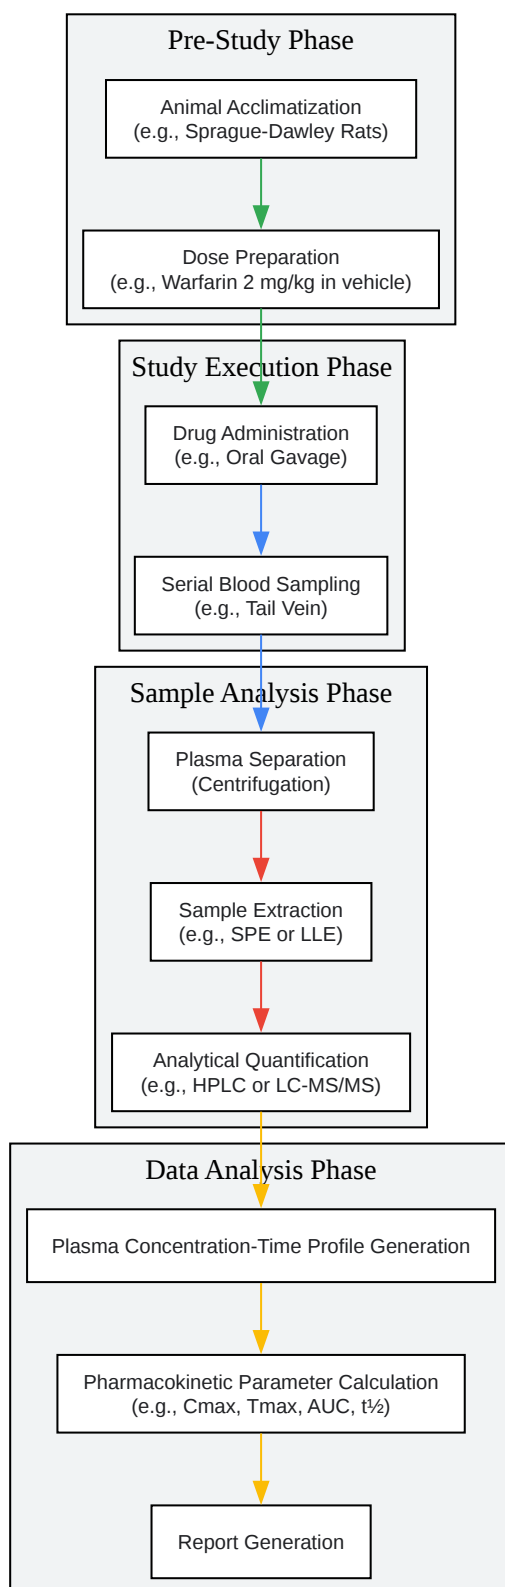 Pre-Study Phase
Animal Acclimatization
(e.g., Sprague-Dawley Rats)
Dose Preparation
(e.g., Warfarin 2 mg/kg in vehicle)
Study Execution Phase
Drug Administration
(e.g., Oral Gavage)
Serial Blood Sampling
(e.g., Tail Vein)
Sample Analysis Phase
Plasma Separation
(Centrifugation)
Sample Extraction
(e.g., SPE or LLE)
Analytical Quantification
(e.g., HPLC or LC-MS/MS)
Data Analysis Phase
Plasma Concentration-Time Profile Generation
Pharmacokinetic Parameter Calculation
(e.g., Cmax, Tmax, AUC, t½)
Report Generation